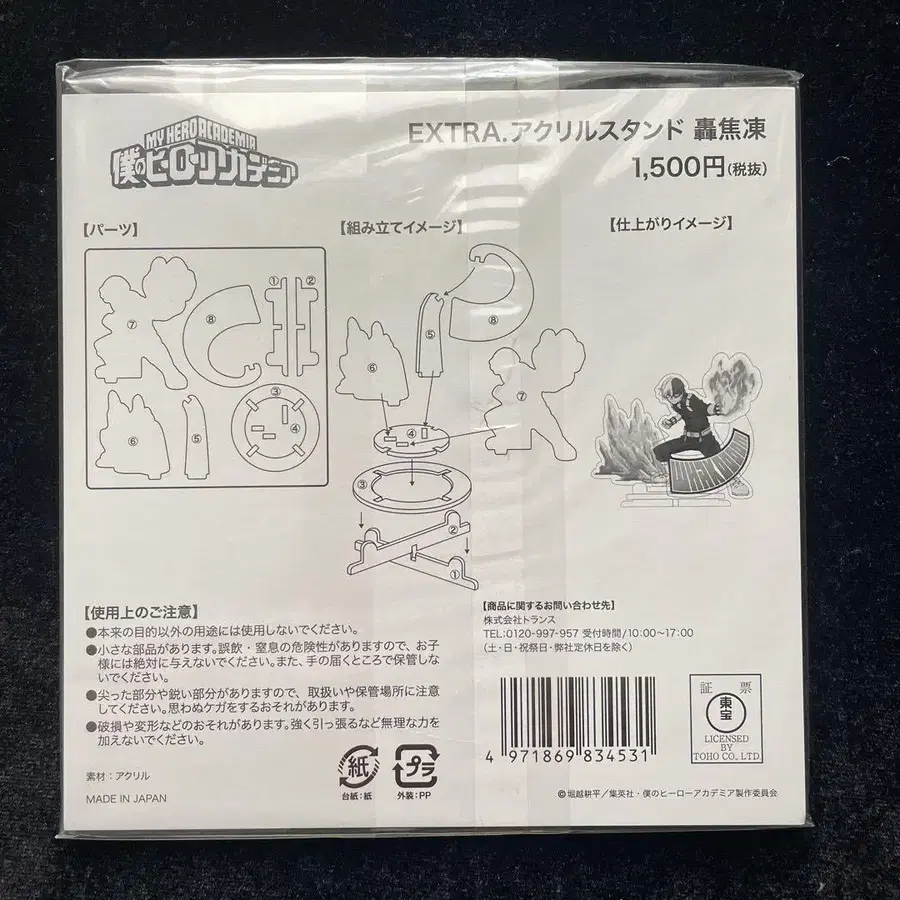 MY HERO ACADEMIA
僕のヒーローアカデミア
EXTRA.アクリルスタンド 轟焦凍
1,500円(税抜)
【パーツ】
⑦
⑧
①
②
③
④
⑥
⑤
【組み立てイメージ】
⑧
⑤
⑥
⑦
④
③
②
①
【仕上がりイメージ】
【使用上のご注意】
●本来の目的以外の用途には使用しないでください。
●小さな部品があります。誤飲・窒息の危険性がありますので、お子
様には絶対に与えないでください。また、手の届くところで保管しな
いでください。
●尖った部分や鋭い部分がありますので、取扱いや保管場所に注意
してください。思わぬケガをするおそれがあります。
●破損や変形などのおそれがあります。強く引っ張るなど無理な力を
加えないでください。
素材：アクリル
MADE IN JAPAN
紙
台紙：紙
プラ
外装：PP
【商品に関するお問い合わせ先】
株式会社トランス
TEL:0120-997-957 受付時間/10:00〜17:00
(土・日・祝祭日・弊社定休日を除く)
4 971869 834531
証 票
東宝
LICENSED
BY
TOHO CO., LTD.
©堀越耕平／集英社・僕のヒーローアカデミア製作委員会